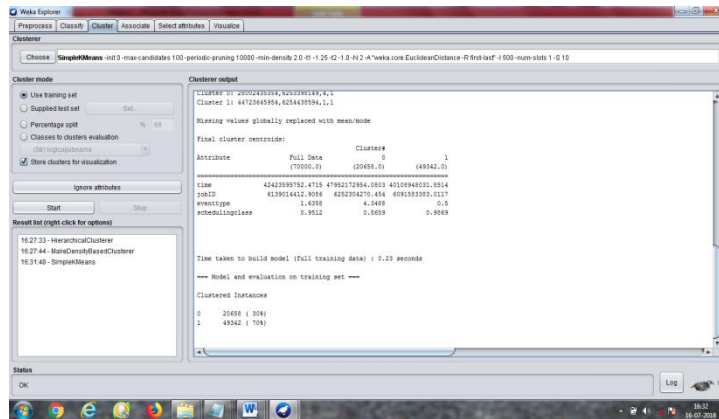 Weka Explorer
Preprocess Classify Cluster Associate Select attributes Visualize
Clusterer
Choose SimpleKMeans -init 0 -max-candidates 100 -periodic-pruning 10000 -min-density 2.0 -t1 -1.25 -t2 -1.0 -N 2 -A "weka.core.EuclideanDistance -R first-last" -I 500 -num-slots 1 -S 10
Cluster mode
Use training set
Supplied test set Set...
Percentage split % 66
Classes to clusters evaluation
Store clusters for visualization
Ignore attributes
Start Stop
Result list (right-click for options)
16:27:33 - HierarchicalClusterer
16:27:44 - MakeDensityBasedClusterer
16:31:48 - SimpleKMeans
Clusterer output
Cluster 1: 44723645954,6254438594,1,1
Missing values globally replaced with mean/mode
Final cluster centroids:
Cluster#
Attribute Full Data 0 1
(70000.0) (20658.0) (49342.0)
time 42423595752.4715 47952172954.0803 40108948031.8514
jobID 6139014412.9086 6252304270.454 6091583383.0117
eventtype 1.6358 4.3488 0.5
schedulingclass 0.9512 0.8659 0.9869
Time taken to build model (full training data) : 0.23 seconds
=== Model and evaluation on training set ===
Clustered Instances
0 20658 ( 30%)
1 49342 ( 70%)
Status
OK
Log
16:32
16-07-2018